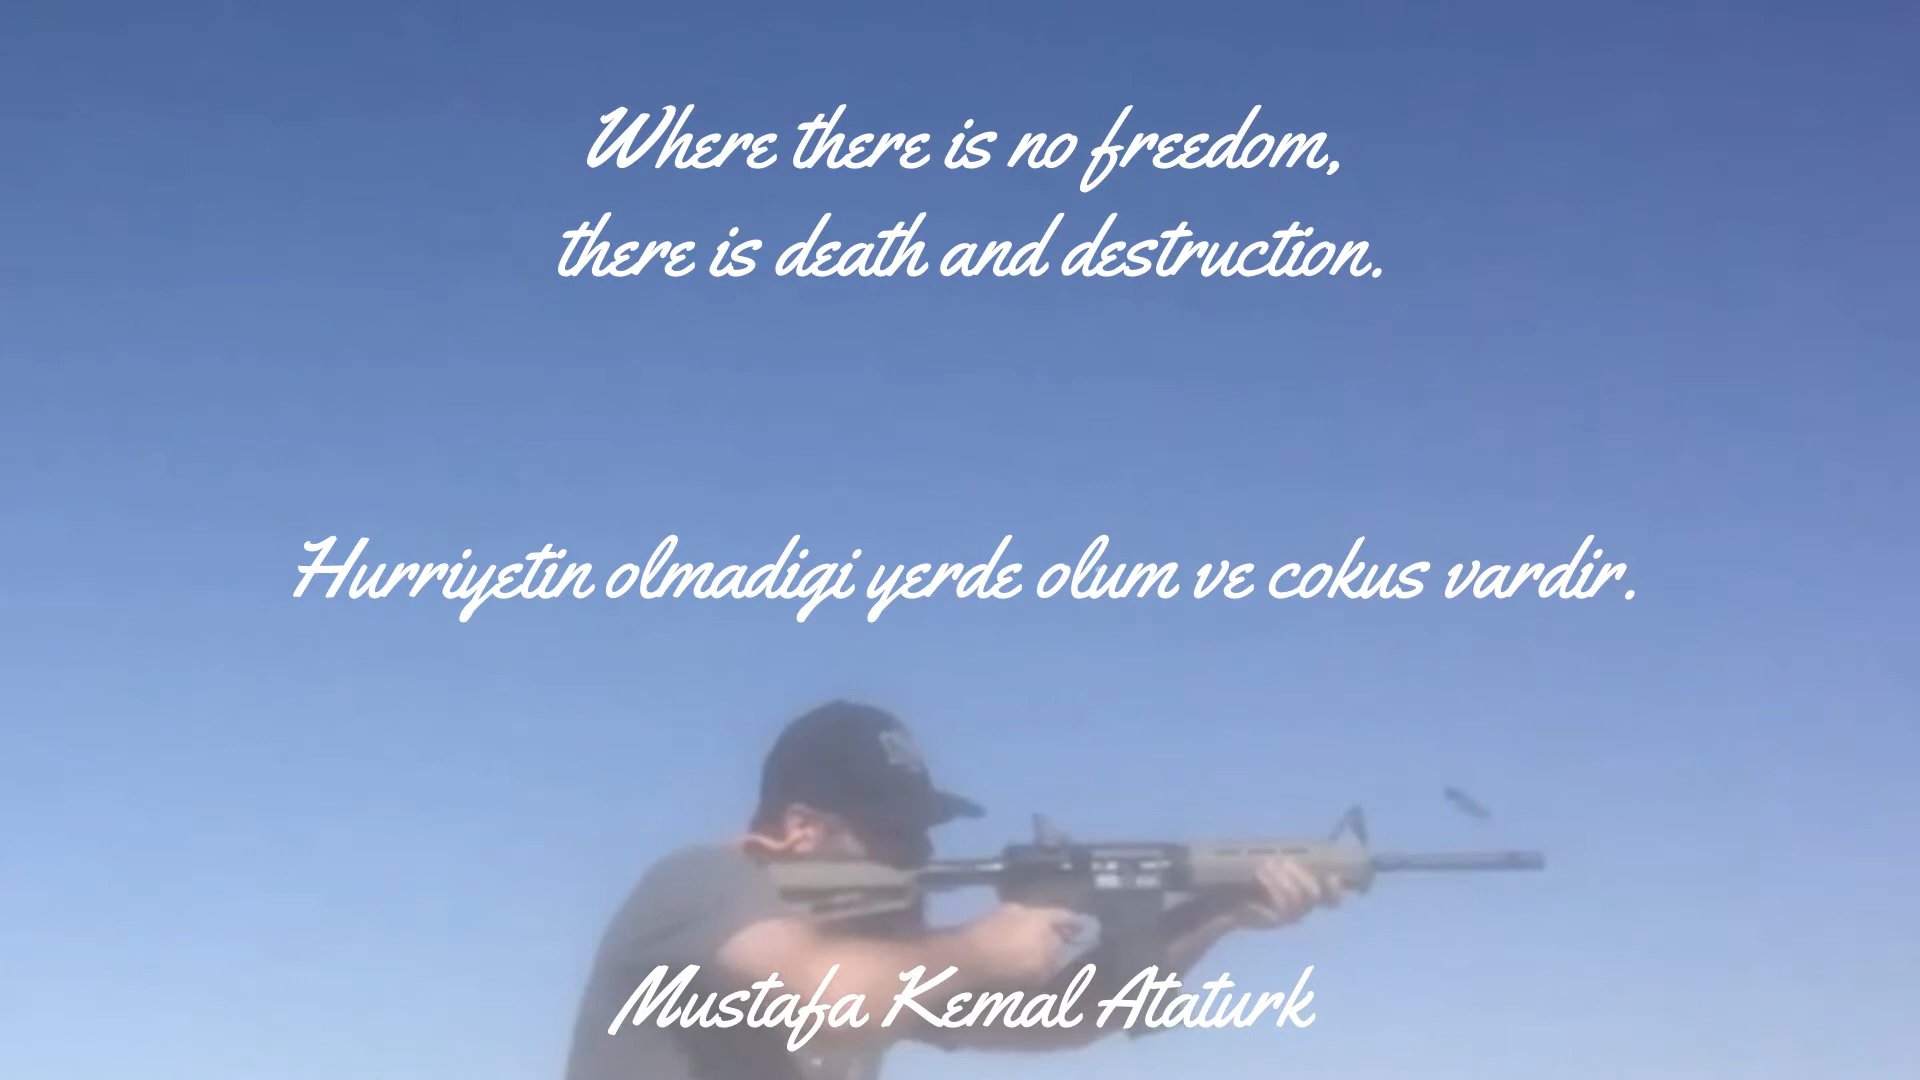 Where there is no freedom,
there is death and destruction.
Hurriyetin olmadigi yerde olum ve cokus vardir.
Mustafa Kemal Ataturk